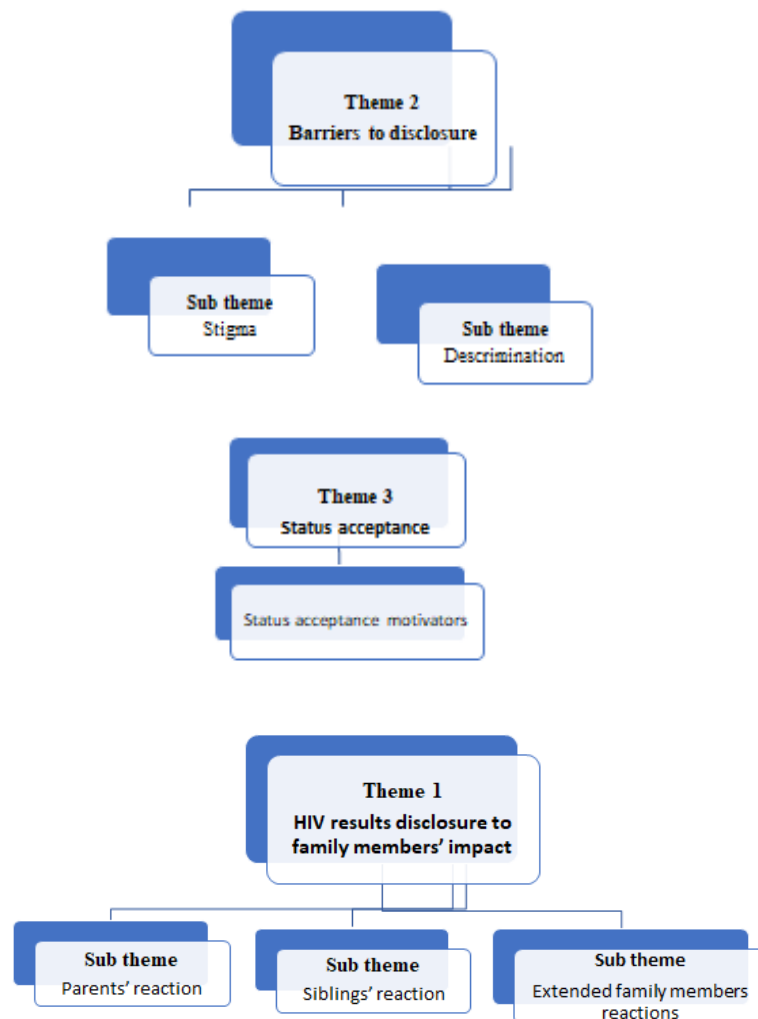 Theme 2
Barriers to disclosure
Sub theme
Stigma
Sub theme
Descrimination
Theme 3
Status acceptance
Status acceptance motivators
Theme 1
HIV results disclosure to
family members’ impact
Sub theme
Parents’ reaction
Sub theme
Siblings’ reaction
Sub theme
Extended family members
reactions